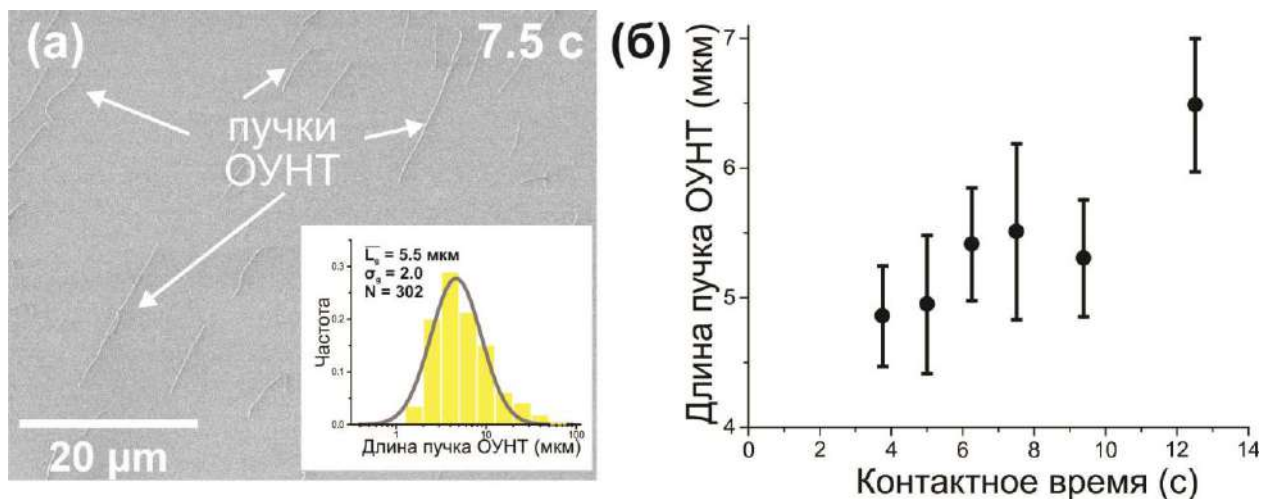 (а)
7.5 с
пучки
ОУНТ
20 μm
L̅g = 5.5 мкм
σg = 2.0
N = 302
Частота
0.3
0.2
0.1
0.0
1
10
100
Длина пучка ОУНТ (мкм)
(б)
Длина пучка ОУНТ (мкм)
7
6
5
4
0
2
4
6
8
10
12
14
Контактное время (с)